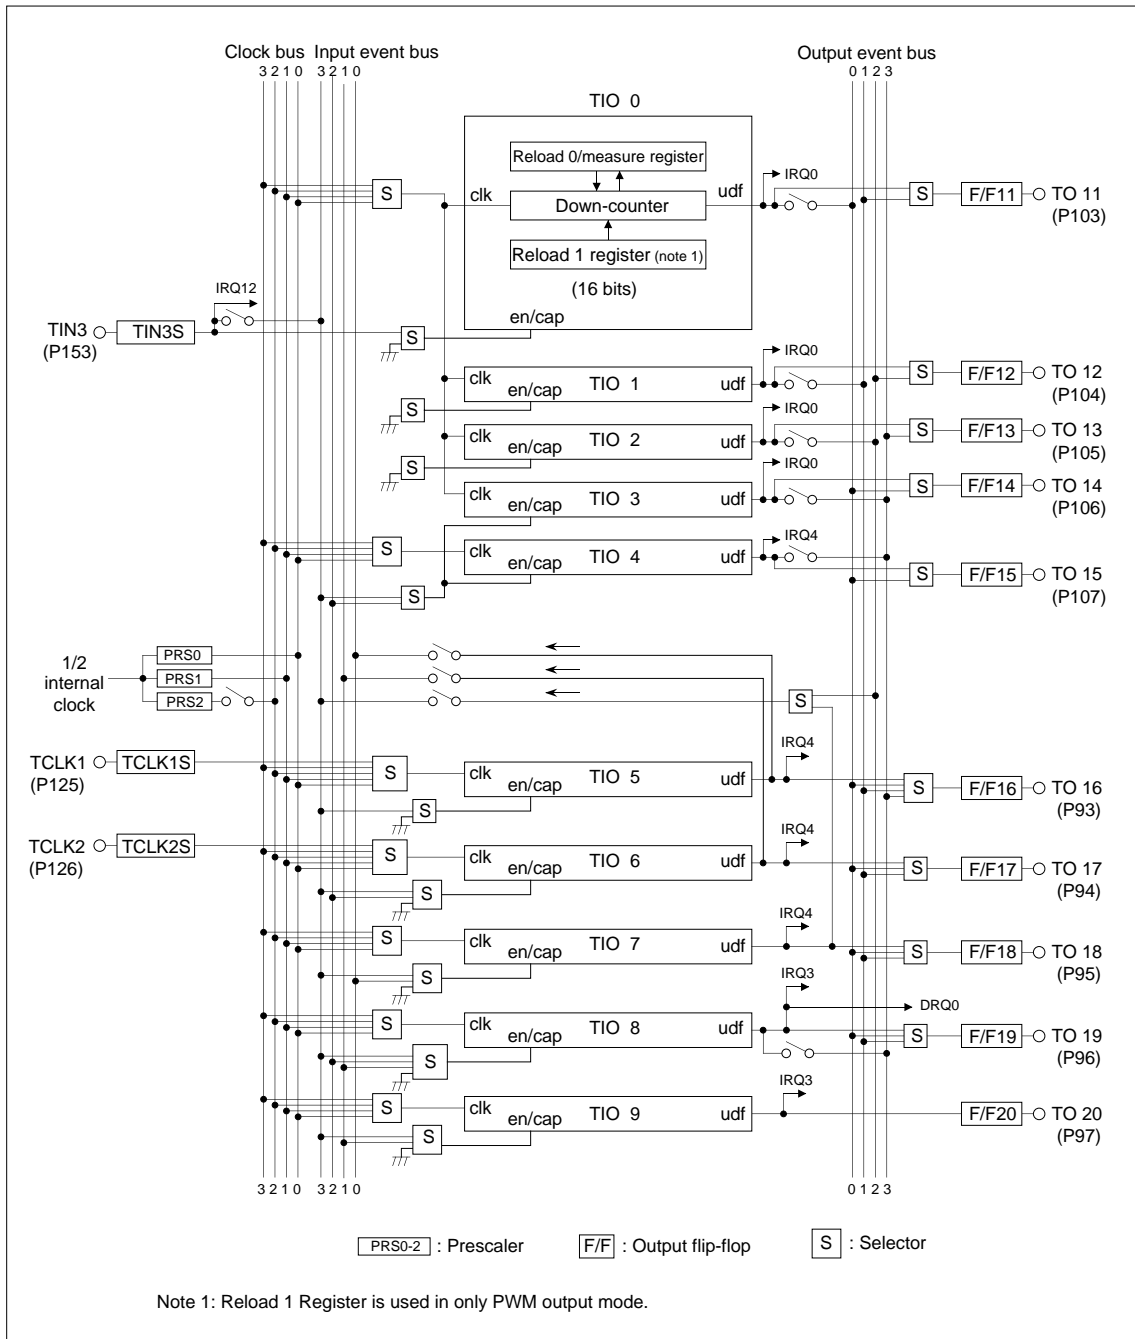 Clock bus Input event bus Output event bus
3 2 1 0 3 2 1 0 0 1 2 3
TIO 0
Reload 0/measure register
IRQ0
S clk Down-counter udf S F/F11 TO 11
(P103)
Reload 1 register (note 1)
(16 bits)
IRQ12
en/cap
TIN3 TIN3S S
(P153)
IRQ0
clk TIO 1 udf S F/F12 TO 12
en/cap (P104)
S IRQ0
clk TIO 2 udf S F/F13 TO 13
en/cap (P105)
S IRQ0
clk TIO 3 udf S F/F14 TO 14
en/cap (P106)
IRQ4
S clk TIO 4 udf
en/cap S F/F15 TO 15
S (P107)
PRS0
1/2
internal
clock
PRS1
PRS2
S
IRQ4
TCLK1 TCLK1S S clk TIO 5 udf S F/F16 TO 16
(P125) en/cap (P93)
S
IRQ4
TCLK2 TCLK2S S clk TIO 6 udf S F/F17 TO 17
(P126) en/cap (P94)
S
IRQ4
S clk TIO 7 udf S F/F18 TO 18
en/cap (P95)
S
IRQ3
DRQ0
S clk TIO 8 udf S F/F19 TO 19
en/cap (P96)
S
IRQ3
S clk TIO 9 udf F/F20 TO 20
en/cap (P97)
S
3 2 1 0 3 2 1 0 0 1 2 3
PRS0-2 : Prescaler F/F : Output flip-flop S : Selector
Note 1: Reload 1 Register is used in only PWM output mode.